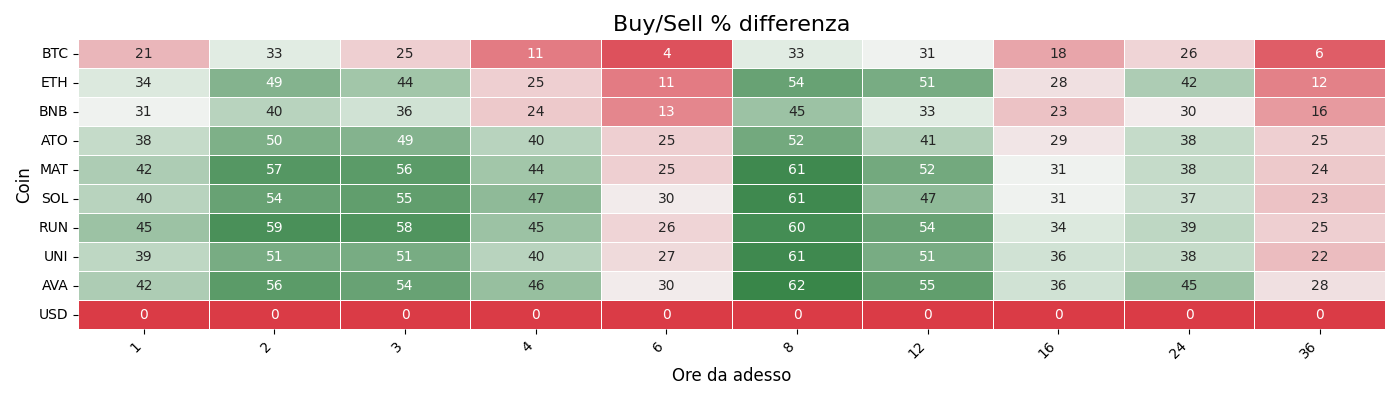 Buy/Sell % differenza
Coin
BTC 21 33 25 11 4 33 31 18 26 6
ETH 34 49 44 25 11 54 51 28 42 12
BNB 31 40 36 24 13 45 33 23 30 16
ATO 38 50 49 40 25 52 41 29 38 25
MAT 42 57 56 44 25 61 52 31 38 24
SOL 40 54 55 47 30 61 47 31 37 23
RUN 45 59 58 45 26 60 54 34 39 25
UNI 39 51 51 40 27 61 51 36 38 22
AVA 42 56 54 46 30 62 55 36 45 28
USD 0 0 0 0 0 0 0 0 0 0
1 2 3 4 6 8 12 16 24 36
Ore da adesso